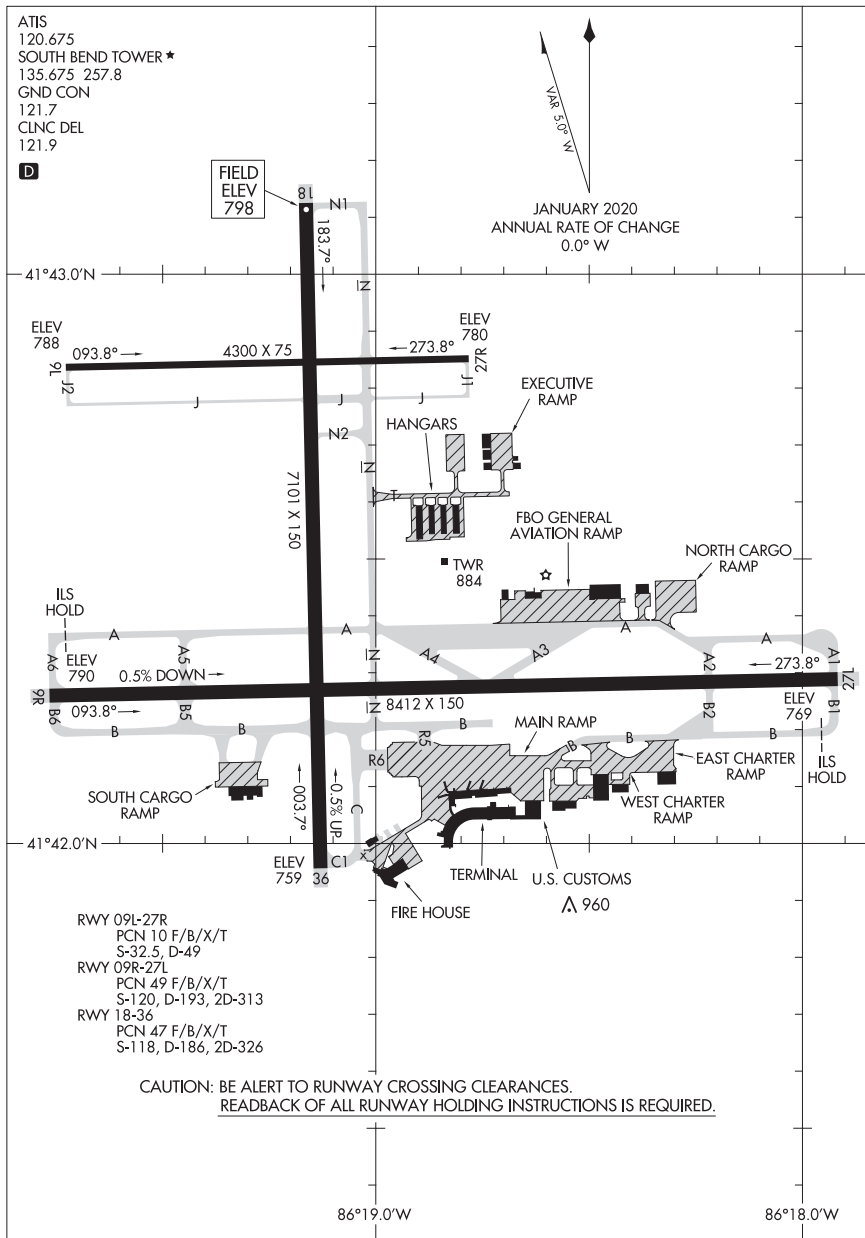 ATIS
120.675
SOUTH BEND TOWER★
135.675 257.8
GND CON
121.7
CLNC DEL
121.9
D
VAR 5.0° W
JANUARY 2020
ANNUAL RATE OF CHANGE
0.0° W
FIELD
ELEV
798
18
N1
183.7°
N
41°43.0'N
ELEV
788
093.8°
4300 X 75
273.8°
ELEV
780
9L
27R
J2
J
J
J
J1
N2
N
HANGARS
EXECUTIVE
RAMP
T
7101 X 150
FBO GENERAL
AVIATION RAMP
TWR
884
NORTH CARGO
RAMP
ILS
HOLD
A
A
A
A
A6
ELEV
790
0.5% DOWN
A5
N
A4
A3
A2
A1
273.8°
9R
27L
093.8°
8412 X 150
ELEV
769
B6
B5
N
B2
B1
B
B
B
B
B
B
R5
R6
MAIN RAMP
EAST CHARTER
RAMP
ILS
HOLD
SOUTH CARGO
RAMP
003.7°
0.5% UP
C
WEST CHARTER
RAMP
41°42.0'N
ELEV
759
36
C1
X
TERMINAL
U.S. CUSTOMS
960
FIRE HOUSE
RWY 09L-27R
PCN 10 F/B/X/T
S-32.5, D-49
RWY 09R-27L
PCN 49 F/B/X/T
S-120, D-193, 2D-313
RWY 18-36
PCN 47 F/B/X/T
S-118, D-186, 2D-326
CAUTION: BE ALERT TO RUNWAY CROSSING CLEARANCES.
READBACK OF ALL RUNWAY HOLDING INSTRUCTIONS IS REQUIRED.
86°19.0'W
86°18.0'W